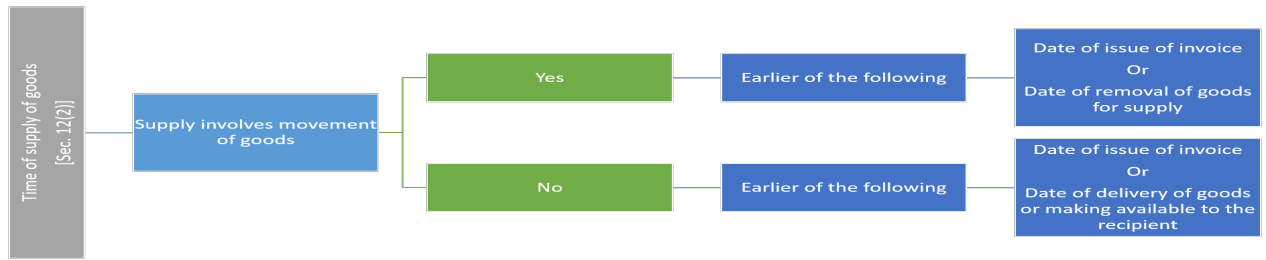 Time of supply of goods
[Sec. 12(2)]
Supply involves movement
of goods
Yes
Earlier of the following
Date of issue of invoice
Or
Date of removal of goods
for supply
No
Earlier of the following
Date of issue of invoice
Or
Date of delivery of goods
or making available to the
recipient